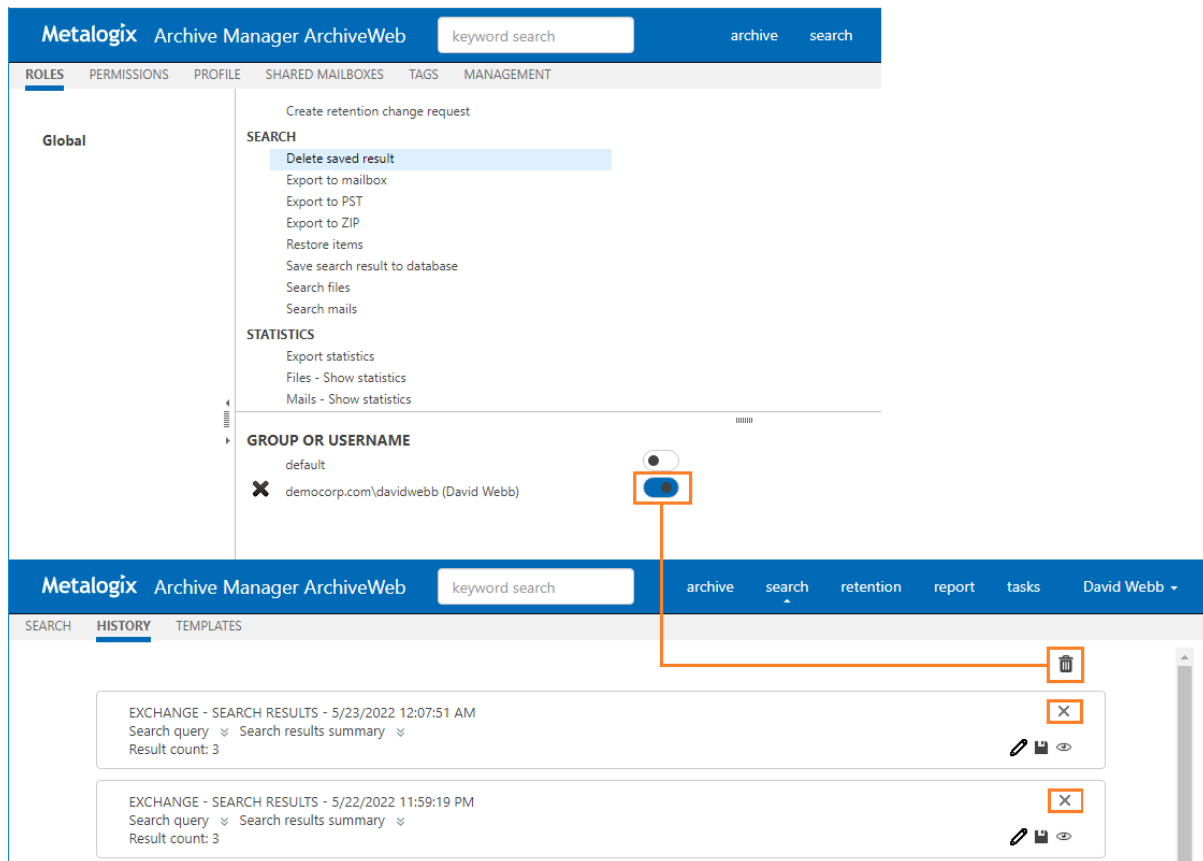 Metalogix Archive Manager ArchiveWeb keyword search archive search
ROLES PERMISSIONS PROFILE SHARED MAILBOXES TAGS MANAGEMENT
Create retention change request
Global
SEARCH
Delete saved result
Export to mailbox
Export to PST
Export to ZIP
Restore items
Save search result to database
Search files
Search mails
STATISTICS
Export statistics
Files - Show statistics
Mails - Show statistics
GROUP OR USERNAME
default
democorp.com\davidwebb (David Webb)
Metalogix Archive Manager ArchiveWeb keyword search archive search retention report tasks David Webb
SEARCH HISTORY TEMPLATES
EXCHANGE - SEARCH RESULTS - 5/23/2022 12:07:51 AM
Search query Search results summary
Result count: 3
EXCHANGE - SEARCH RESULTS - 5/22/2022 11:59:19 PM
Search query Search results summary
Result count: 3